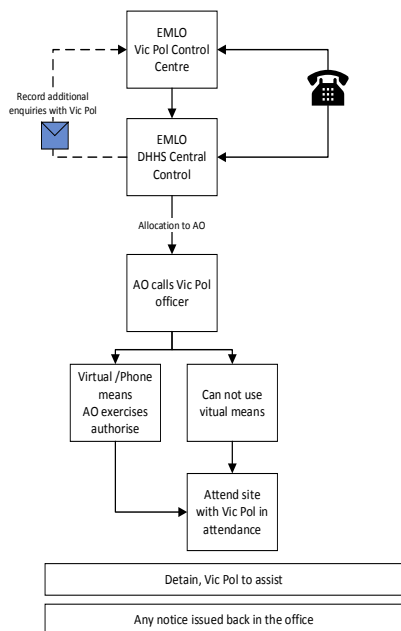 EMLO
Vic Pol Control
Centre
Record additional
enquiries with Vic Pol
EMLO
DHHS Central
Control
Allocation to AO
AO calls Vic Pol
officer
Virtual /Phone
means
AO exercises
authorise
Can not use
vitual means
Attend site
with Vic Pol in
attendance
Detain, Vic Pol to assist
Any notice issued back in the office